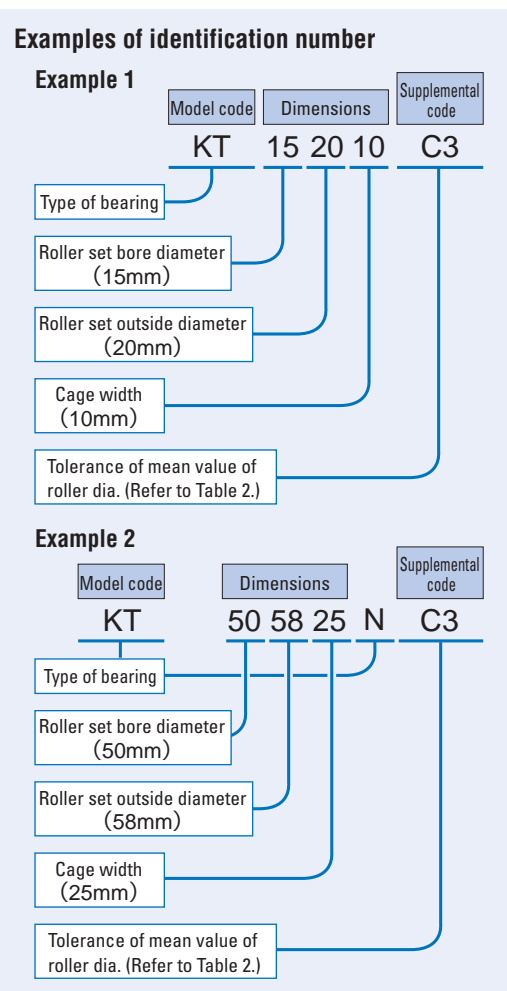 Examples of identification number
Example 1
Model code Dimensions Supplemental
code
KT 15 20 10 C3
Type of bearing
Roller set bore diameter
(15mm)
Roller set outside diameter
(20mm)
Cage width
(10mm)
Tolerance of mean value of
roller dia. (Refer to Table 2.)
Example 2
Model code Dimensions Supplemental
code
KT 50 58 25 N C3
Type of bearing
Roller set bore diameter
(50mm)
Roller set outside diameter
(58mm)
Cage width
(25mm)
Tolerance of mean value of
roller dia. (Refer to Table 2.)